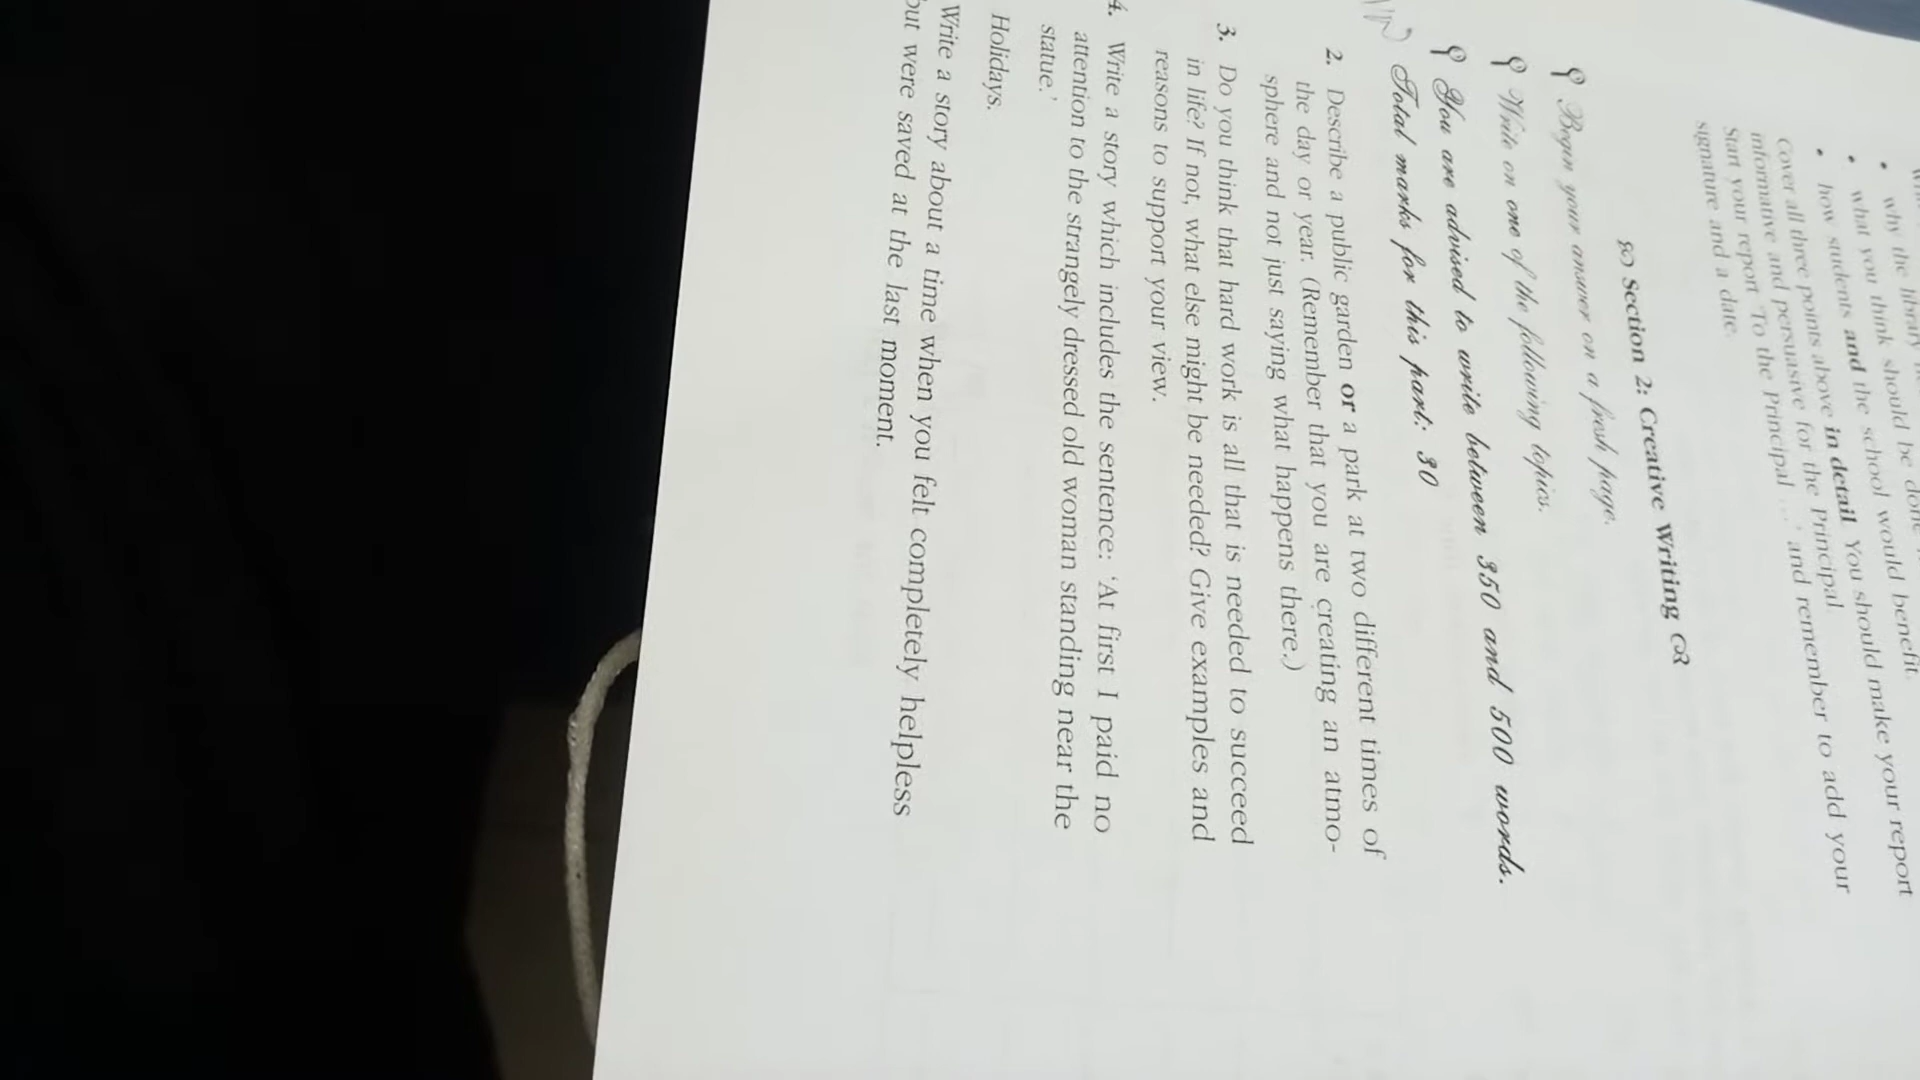 why the library
what you think should be done
how students and the school would benefit.
Cover all three points above in detail. You should make your report
informative and persuasive for the Principal.
Start your report 'To the Principal ...' and remember to add your
signature and a date.
Section 2: Creative Writing
Begin your answer on a fresh page.
Write on one of the following topics.
You are advised to write between 350 and 500 words.
Total marks for this part: 30
2. Describe a public garden or a park at two different times of
the day or year. (Remember that you are creating an atmo-
sphere and not just saying what happens there.)
3. Do you think that hard work is all that is needed to succeed
in life? If not, what else might be needed? Give examples and
reasons to support your view.
4. Write a story which includes the sentence: 'At first I paid no
attention to the strangely dressed old woman standing near the
statue.'
Holidays.
Write a story about a time when you felt completely helpless
but were saved at the last moment.